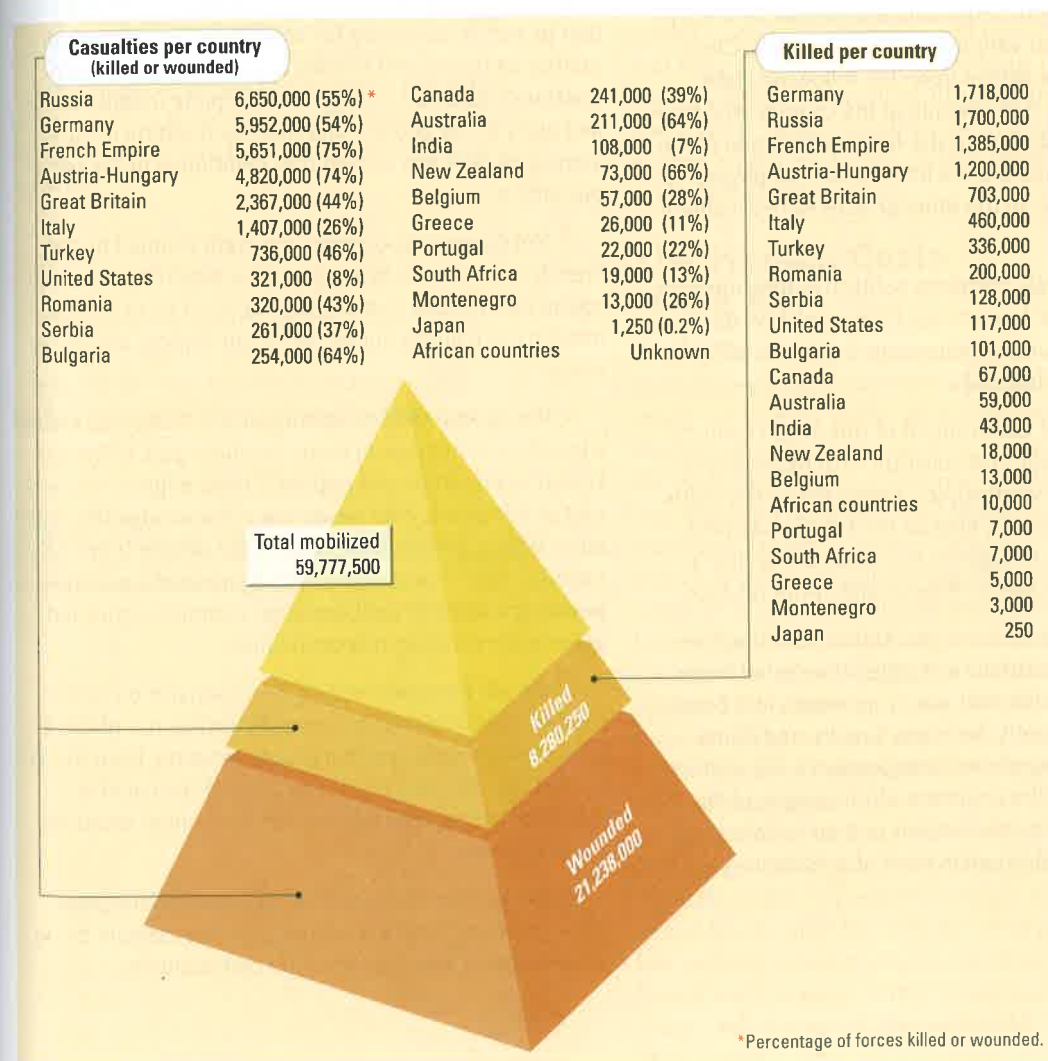 Casualties per country
(killed or wounded)
Russia 6,650,000 (55%) *
Germany 5,952,000 (54%)
French Empire 5,651,000 (75%)
Austria-Hungary 4,820,000 (74%)
Great Britain 2,367,000 (44%)
Italy 1,407,000 (26%)
Turkey 736,000 (46%)
United States 321,000 (8%)
Romania 320,000 (43%)
Serbia 261,000 (37%)
Bulgaria 254,000 (64%)
Canada 241,000 (39%)
Australia 211,000 (64%)
India 108,000 (7%)
New Zealand 73,000 (66%)
Belgium 57,000 (28%)
Greece 26,000 (11%)
Portugal 22,000 (22%)
South Africa 19,000 (13%)
Montenegro 13,000 (26%)
Japan 1,250 (0.2%)
African countries Unknown
Killed per country
Germany 1,718,000
Russia 1,700,000
French Empire 1,385,000
Austria-Hungary 1,200,000
Great Britain 703,000
Italy 460,000
Turkey 336,000
Romania 200,000
Serbia 128,000
United States 117,000
Bulgaria 101,000
Canada 67,000
Australia 59,000
India 43,000
New Zealand 18,000
Belgium 13,000
African countries 10,000
Portugal 7,000
South Africa 7,000
Greece 5,000
Montenegro 3,000
Japan 250
Total mobilized
59,777,500
Killed
8,280,250
Wounded
21,238,000
*Percentage of forces killed or wounded.